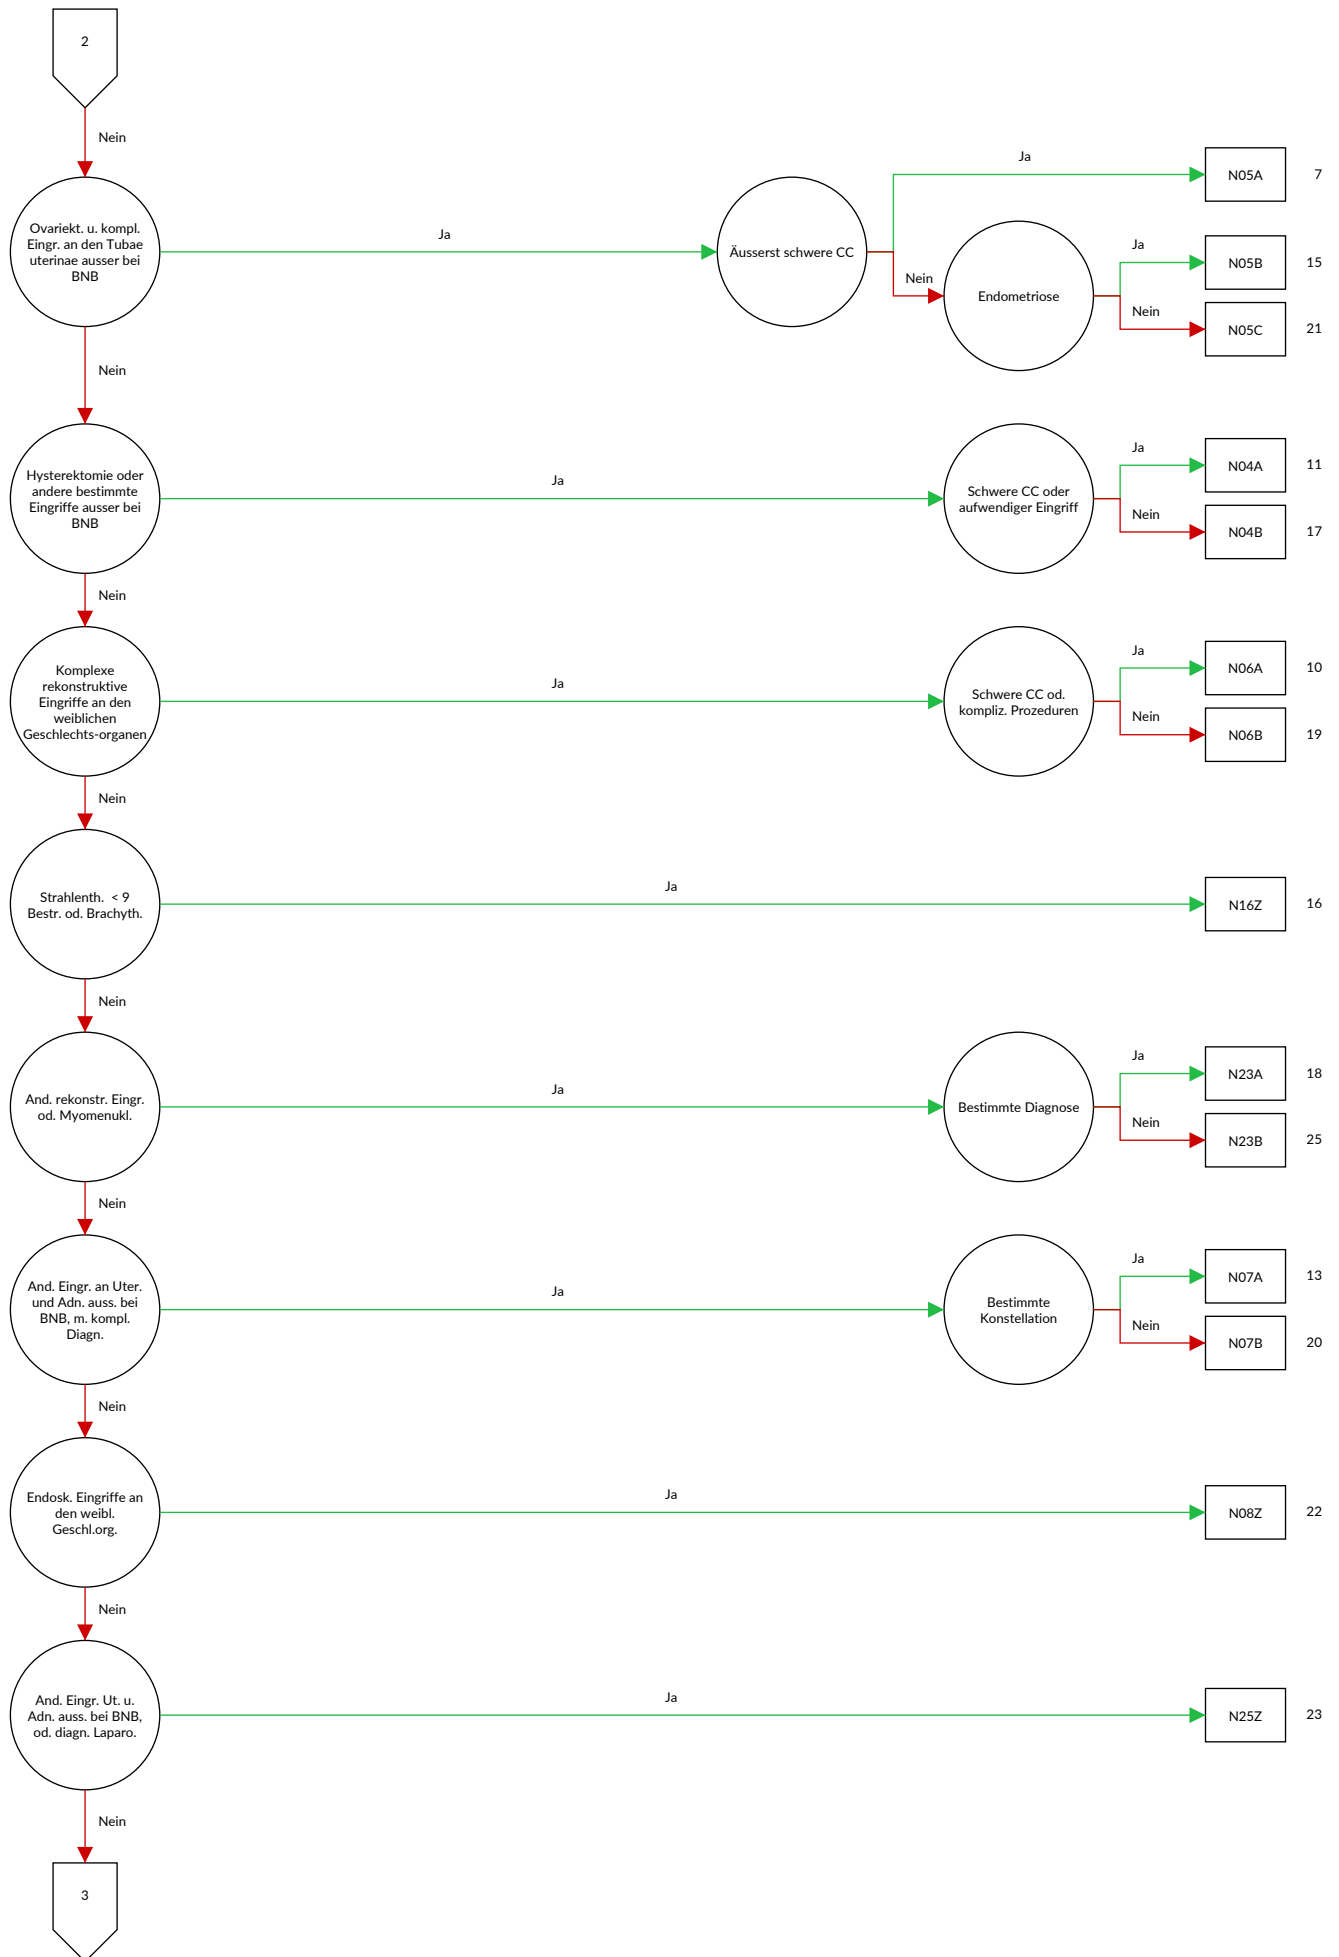 2
Nein
Ja
N05A
7
Ovariekt. u. kompl.
Eingr. an den Tubae
uterinae ausser bei
BNB
Ja
Äusserst schwere CC
Nein
Endometriose
Ja
N05B
15
Nein
N05C
21
Nein
Hysterektomie oder
andere bestimmte
Eingriffe ausser bei
BNB
Ja
Schwere CC oder
aufwendiger Eingriff
Ja
N04A
11
Nein
N04B
17
Nein
Komplexe
rekonstruktive
Eingriffe an den
weiblichen
Geschlechts-organen
Ja
Schwere CC od.
kompliz. Prozeduren
Ja
N06A
10
Nein
N06B
19
Nein
Strahlenth. < 9
Bestr. od. Brachyth.
Ja
N16Z
16
Nein
And. rekonstr. Eingr.
od. Myomenukl.
Ja
Bestimmte Diagnose
Ja
N23A
18
Nein
N23B
25
Nein
And. Eingr. an Uter.
und Adn. auss. bei
BNB, m. kompl.
Diagn.
Ja
Bestimmte
Konstellation
Ja
N07A
13
Nein
N07B
20
Nein
Endosk. Eingriffe an
den weibl.
Geschl.org.
Ja
N08Z
22
Nein
And. Eingr. Ut. u.
Adn. auss. bei BNB,
od. diagn. Laparo.
Ja
N25Z
23
Nein
3